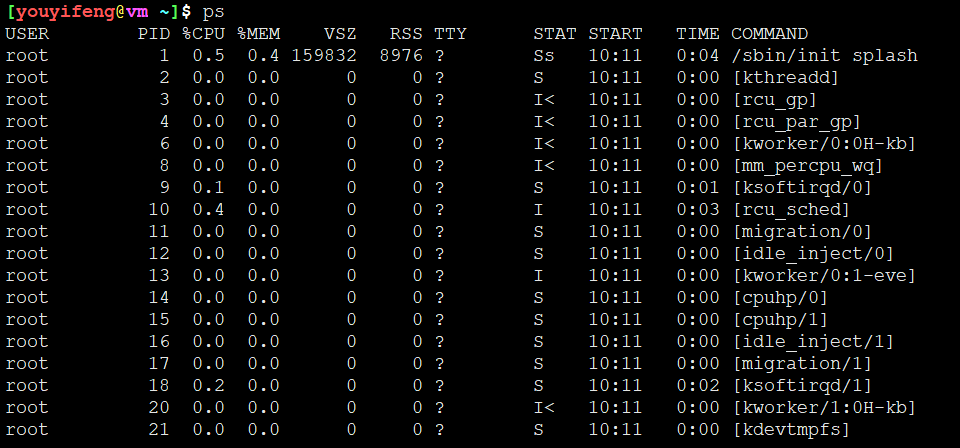 [youyifeng@vm ~]$ ps
USER       PID %CPU %MEM    VSZ   RSS TTY      STAT START   TIME COMMAND
root         1  0.5  0.4 159832  8976 ?        Ss   10:11   0:04 /sbin/init splash
root         2  0.0  0.0      0     0 ?        S    10:11   0:00 [kthreadd]
root         3  0.0  0.0      0     0 ?        I<   10:11   0:00 [rcu_gp]
root         4  0.0  0.0      0     0 ?        I<   10:11   0:00 [rcu_par_gp]
root         6  0.0  0.0      0     0 ?        I<   10:11   0:00 [kworker/0:0H-kb]
root         8  0.0  0.0      0     0 ?        I<   10:11   0:00 [mm_percpu_wq]
root         9  0.1  0.0      0     0 ?        S    10:11   0:01 [ksoftirqd/0]
root        10  0.4  0.0      0     0 ?        I    10:11   0:03 [rcu_sched]
root        11  0.0  0.0      0     0 ?        S    10:11   0:00 [migration/0]
root        12  0.0  0.0      0     0 ?        S    10:11   0:00 [idle_inject/0]
root        13  0.0  0.0      0     0 ?        I    10:11   0:00 [kworker/0:1-eve]
root        14  0.0  0.0      0     0 ?        S    10:11   0:00 [cpuhp/0]
root        15  0.0  0.0      0     0 ?        S    10:11   0:00 [cpuhp/1]
root        16  0.0  0.0      0     0 ?        S    10:11   0:00 [idle_inject/1]
root        17  0.0  0.0      0     0 ?        S    10:11   0:00 [migration/1]
root        18  0.2  0.0      0     0 ?        S    10:11   0:02 [ksoftirqd/1]
root        20  0.0  0.0      0     0 ?        I<   10:11   0:00 [kworker/1:0H-kb]
root        21  0.0  0.0      0     0 ?        S    10:11   0:00 [kdevtmpfs]